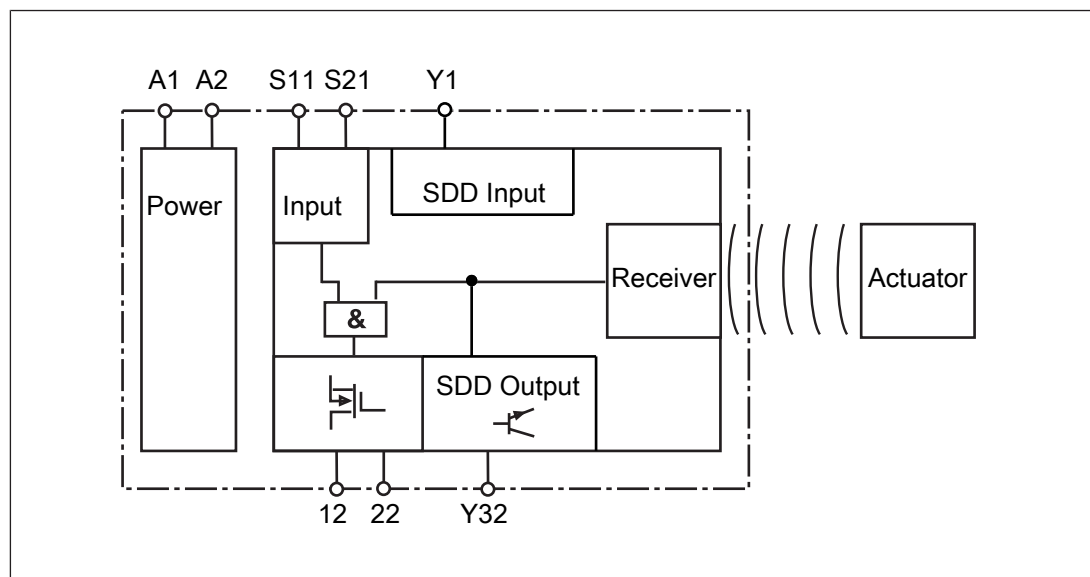 A1 A2 S11 S21 Y1
Power
Input
SDD Input
Receiver
Actuator
&
SDD Output
12 22 Y32